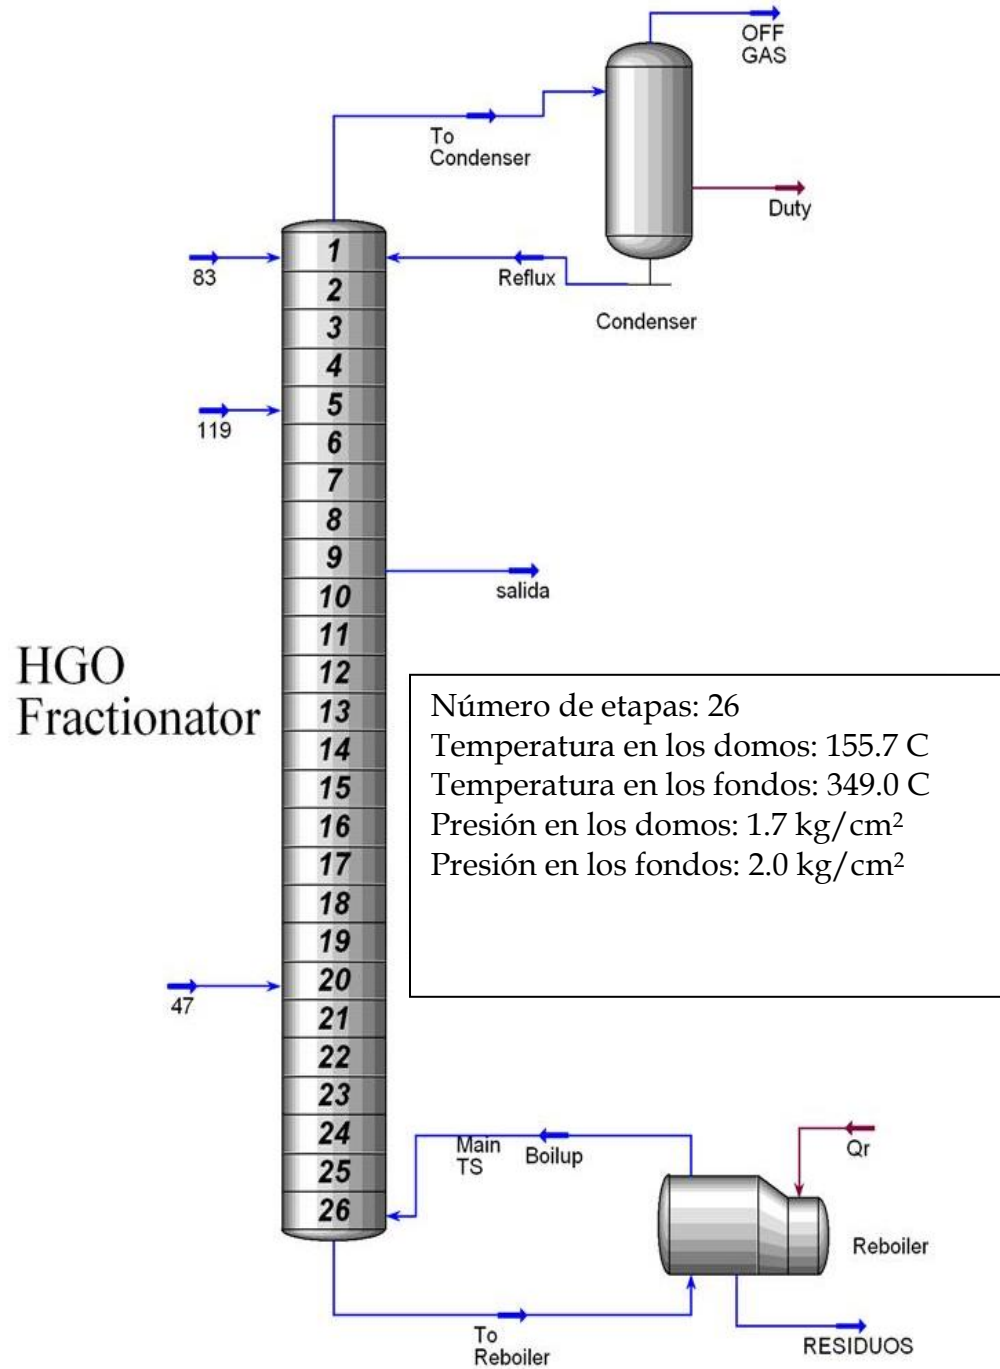 OFF
GAS
To
Condenser
Duty
83
Reflux
Condenser
1
2
3
4
5
119
6
7
8
9
salida
10
11
12
HGO
Fractionator
13
14
15
16
17
18
19
20
47
21
22
23
24
25
26
Número de etapas: 26
Temperatura en los domos: 155.7 C
Temperatura en los fondos: 349.0 C
Presión en los domos: 1.7 kg/cm²
Presión en los fondos: 2.0 kg/cm²
Main
TS
Boilup
Qr
Reboiler
To
Reboiler
RESIDUOS